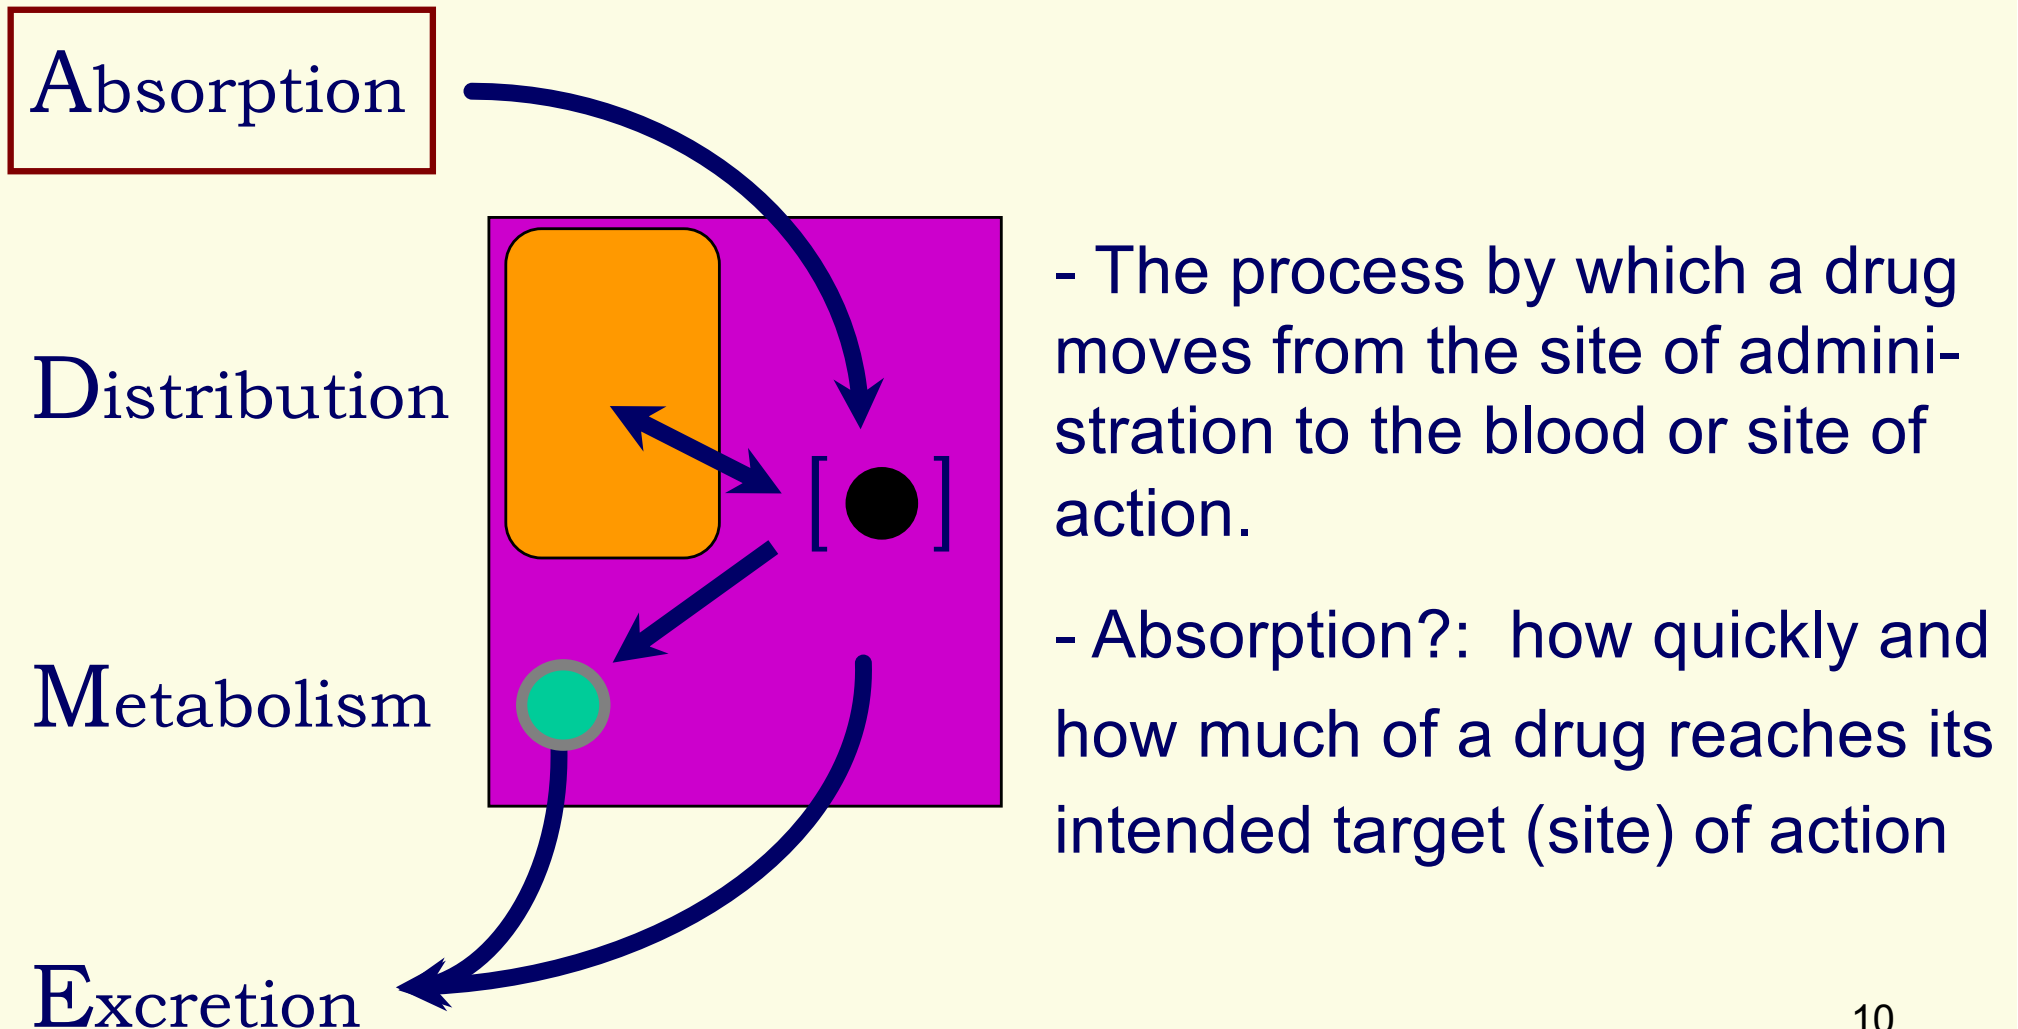 Absorption
Distribution
Metabolism
Excretion
[ ]
- The process by which a drug
moves from the site of admini-
stration to the blood or site of
action.
- Absorption?: how quickly and
how much of a drug reaches its
intended target (site) of action
10